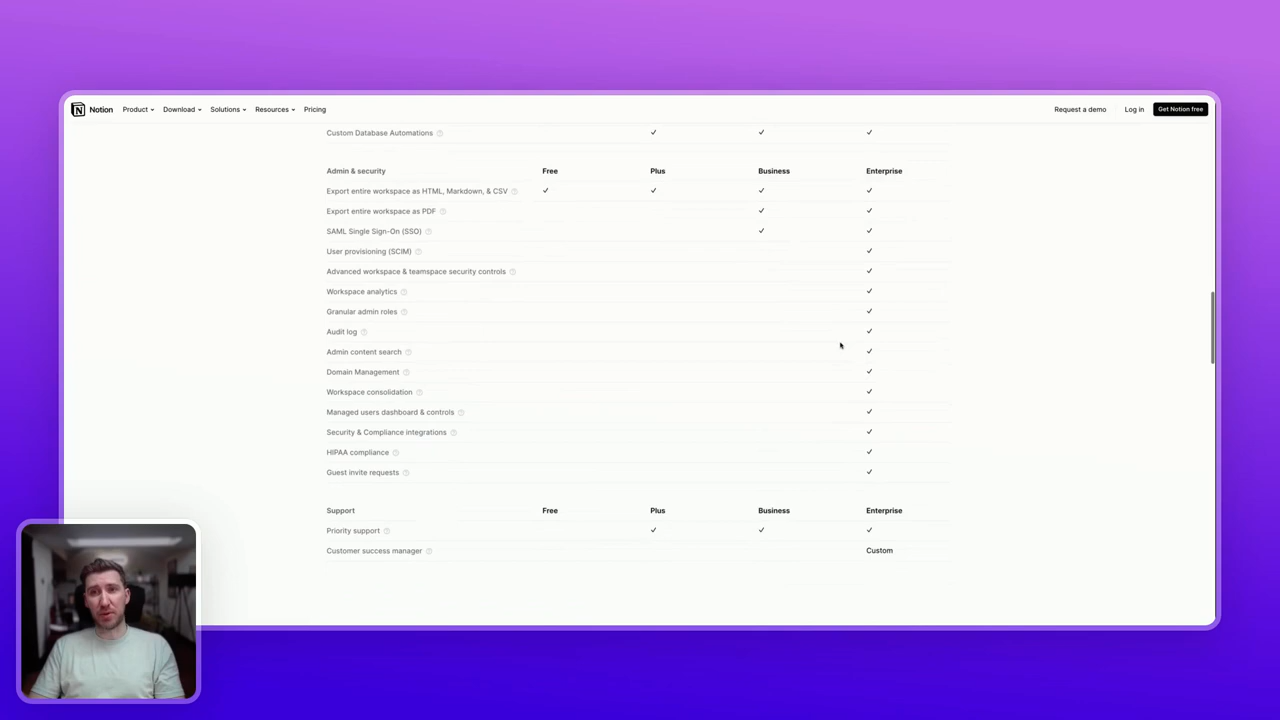 Notion Product Download Solutions Resources Pricing Request a demo Log in Get Notion free
Custom Database Automations ✓ ✓ ✓
Admin & security Free Plus Business Enterprise
Export entire workspace as HTML, Markdown, & CSV ✓ ✓ ✓ ✓
Export entire workspace as PDF ✓ ✓
SAML Single Sign-On (SSO) ✓ ✓
User provisioning (SCIM) ✓
Advanced workspace & teamspace security controls ✓
Workspace analytics ✓
Granular admin roles ✓
Audit log ✓
Admin content search ✓
Domain Management ✓
Workspace consolidation ✓
Managed users dashboard & controls ✓
Security & Compliance integrations ✓
HIPAA compliance ✓
Guest invite requests ✓
Support Free Plus Business Enterprise
Priority support ✓ ✓ ✓
Customer success manager Custom